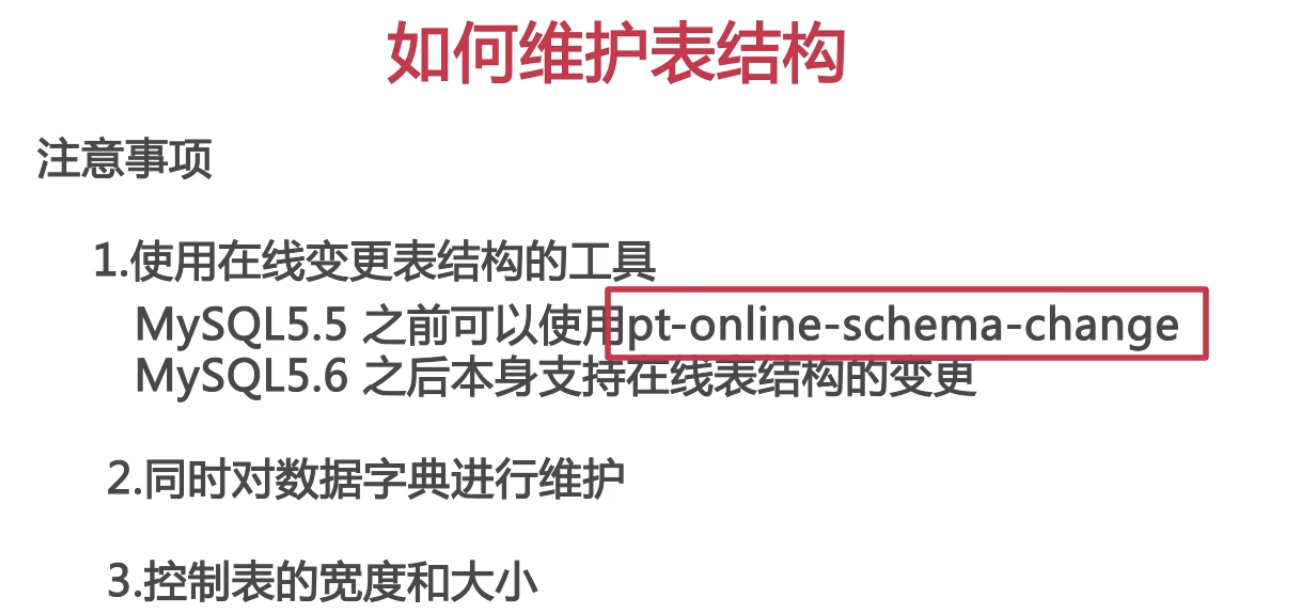 如何维护表结构
注意事项
1.使用在线变更表结构的工具
MySQL5.5 之前可以使用pt-online-schema-change
MySQL5.6 之后本身支持在线表结构的变更
2.同时对数据字典进行维护
3.控制表的宽度和大小